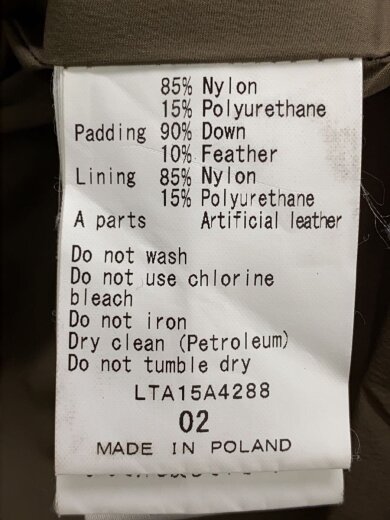 85% Nylon
15% Polyurethane
Padding 90% Down
10% Feather
Lining 85% Nylon
15% Polyurethane
A parts Artificial leather
Do not wash
Do not use chlorine
bleach
Do not iron
Dry clean (Petroleum)
Do not tumble dry
LTA15A4288
02
MADE IN POLAND